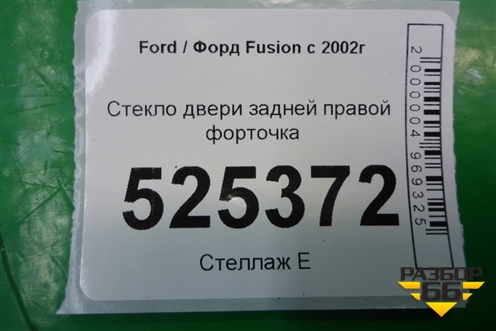 Ford / Форд Fusion с 2002г
Стекло двери задней правой
форточка
525372
Стеллаж Е
2000004969325
РАЗБОР
66